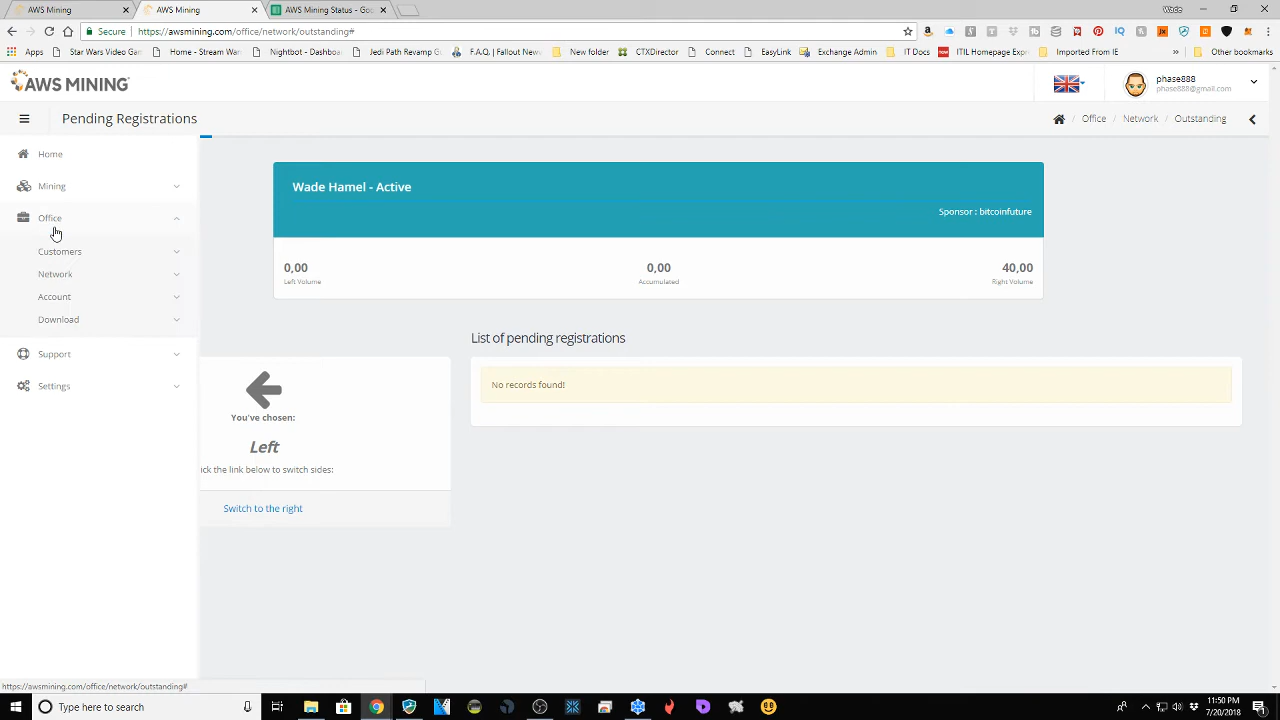 AWS Mining
AWS Mining
AWS Mining Status - Goo
Wade
Secure
https://awsmining.com/office/network/outstanding#
Apps
Star Wars Video Gam
Home - Stream War
Nightbot - Dashboa
Jedi Path Revamp G
F.A.Q. | Fallout New
New folder
CTXDirector
Connect
EasyLink
Exchange Admin
IT Docs
ITIL Homepage Expr
Imported From IE
»
Other bookmarks
AWS MINING
phase888
phase888@gmail.com
Pending Registrations
Office / Network / Outstanding
Home
Mining
Office
Customers
Network
Account
Download
Support
Settings
Wade Hamel - Active
Sponsor : bitcoinfuture
0,00
Left Volume
0,00
Accumulated
40,00
Right Volume
You've chosen:
Left
ick the link below to switch sides:
Switch to the right
List of pending registrations
No records found!
https://awsmining.com/office/network/outstanding#
Type here to search
11:50 PM
7/20/2018